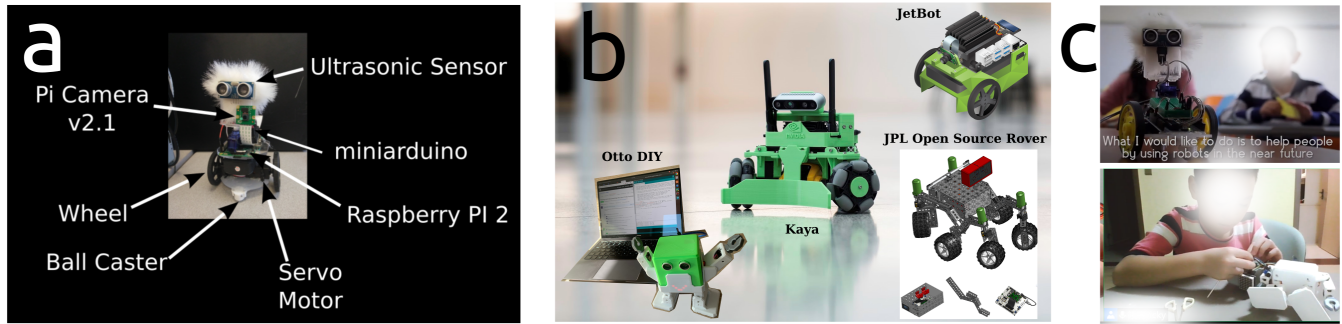 a
Ultrasonic Sensor
Pi Camera
v2.1
miniarduino
Wheel
Raspberry PI 2
Ball Caster
Servo
Motor
b
JetBot
JPL Open Source Rover
Otto DIY
Kaya
c
What I would like to do is to help people
by using robots in the near future